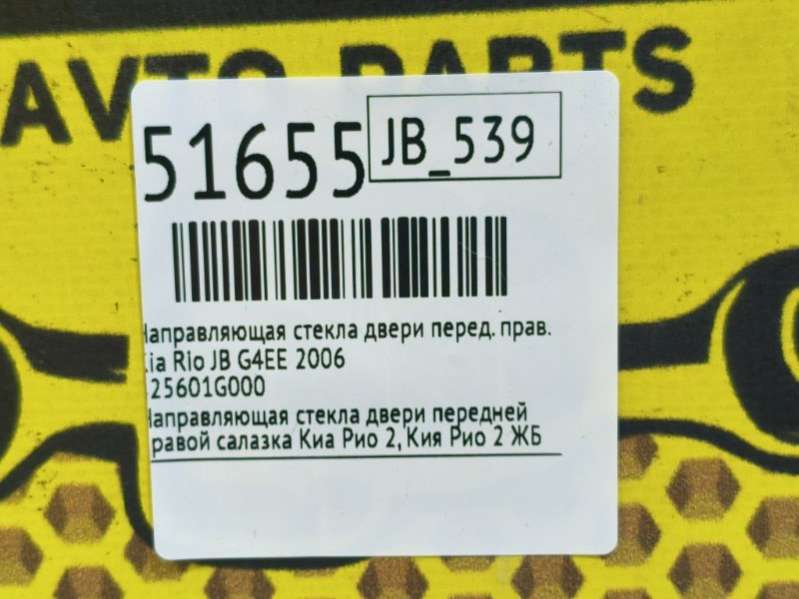 AVTO PARTS
51655
JB_539
Направляющая стекла двери перед. прав.
Kia Rio JB G4EE 2006
25601G000
Направляющая стекла двери передней
правой салазка Киа Рио 2, Кия Рио 2 ЖБ